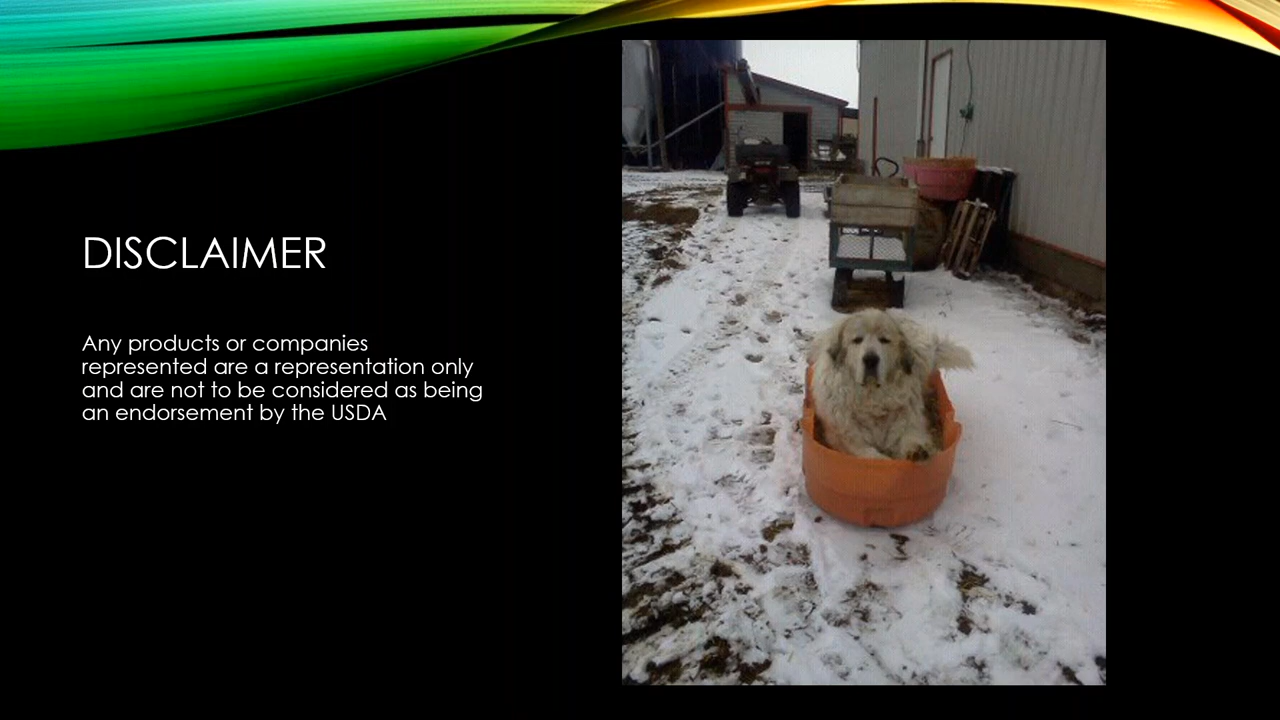 DISCLAIMER
Any products or companies
represented are a representation only
and are not to be considered as being
an endorsement by the USDA